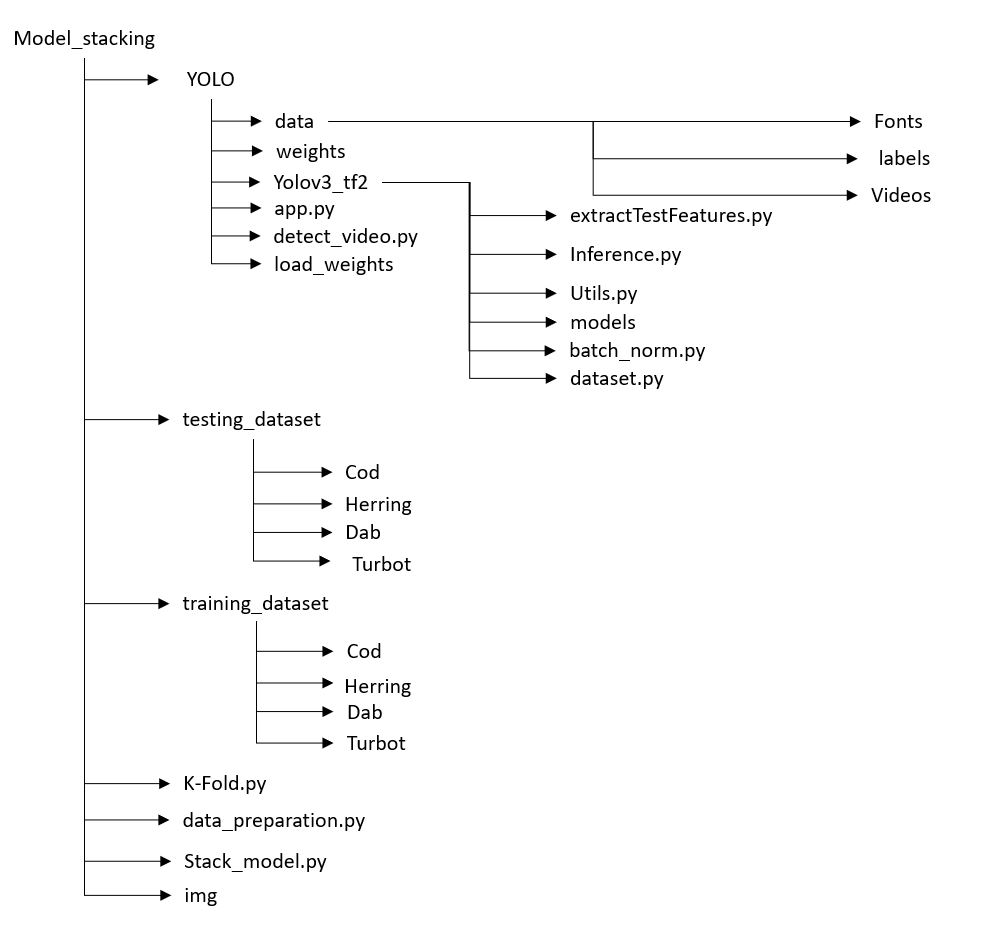 Model_stacking
YOLO
data
Fonts
weights
labels
Yolov3_tf2
Videos
app.py
extractTestFeatures.py
detect_video.py
Inference.py
load_weights
Utils.py
models
batch_norm.py
dataset.py
testing_dataset
Cod
Herring
Dab
Turbot
training_dataset
Cod
Herring
Dab
Turbot
K-Fold.py
data_preparation.py
Stack_model.py
img